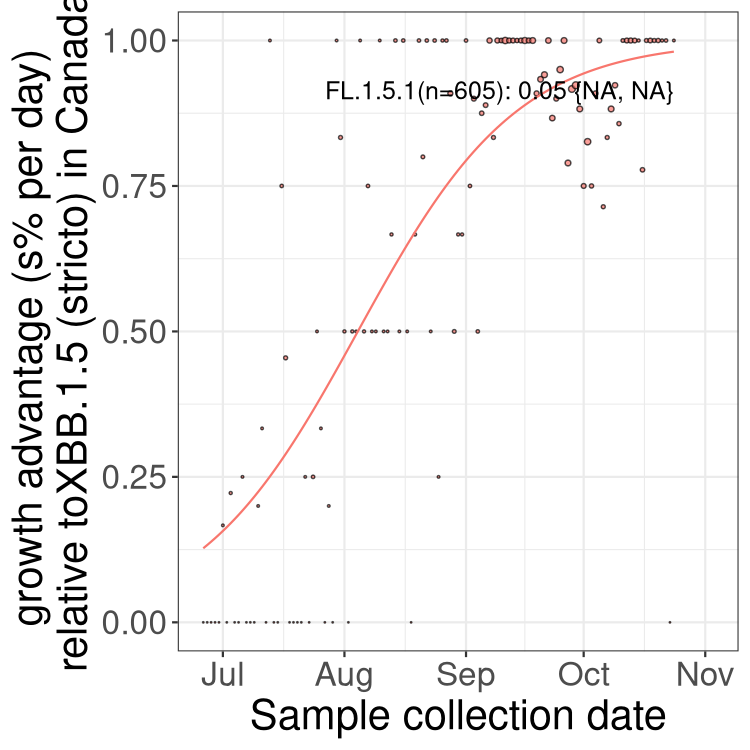 growth advantage (s% per day)
relative toXBB.1.5 (stricto) in Canada
1.00
0.75
0.50
0.25
0.00
FL.1.5.1(n=605): 0.05 {NA, NA}
Jul Aug Sep Oct Nov
Sample collection date